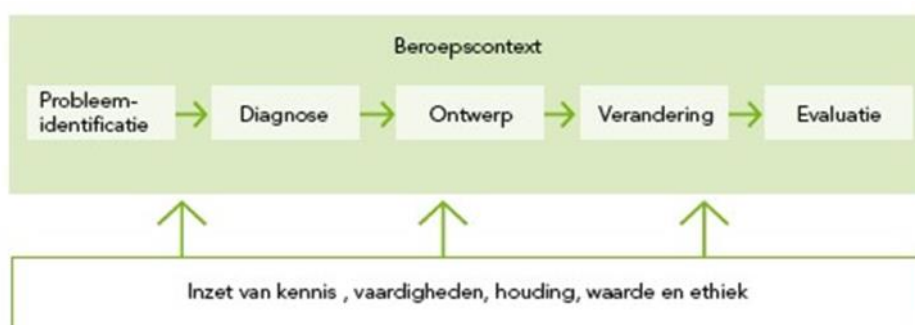 Beroepscontext
Probleem-
identificatie
Diagnose
Ontwerp
Verandering
Evaluatie
Inzet van kennis , vaardigheden, houding, waarde en ethiek